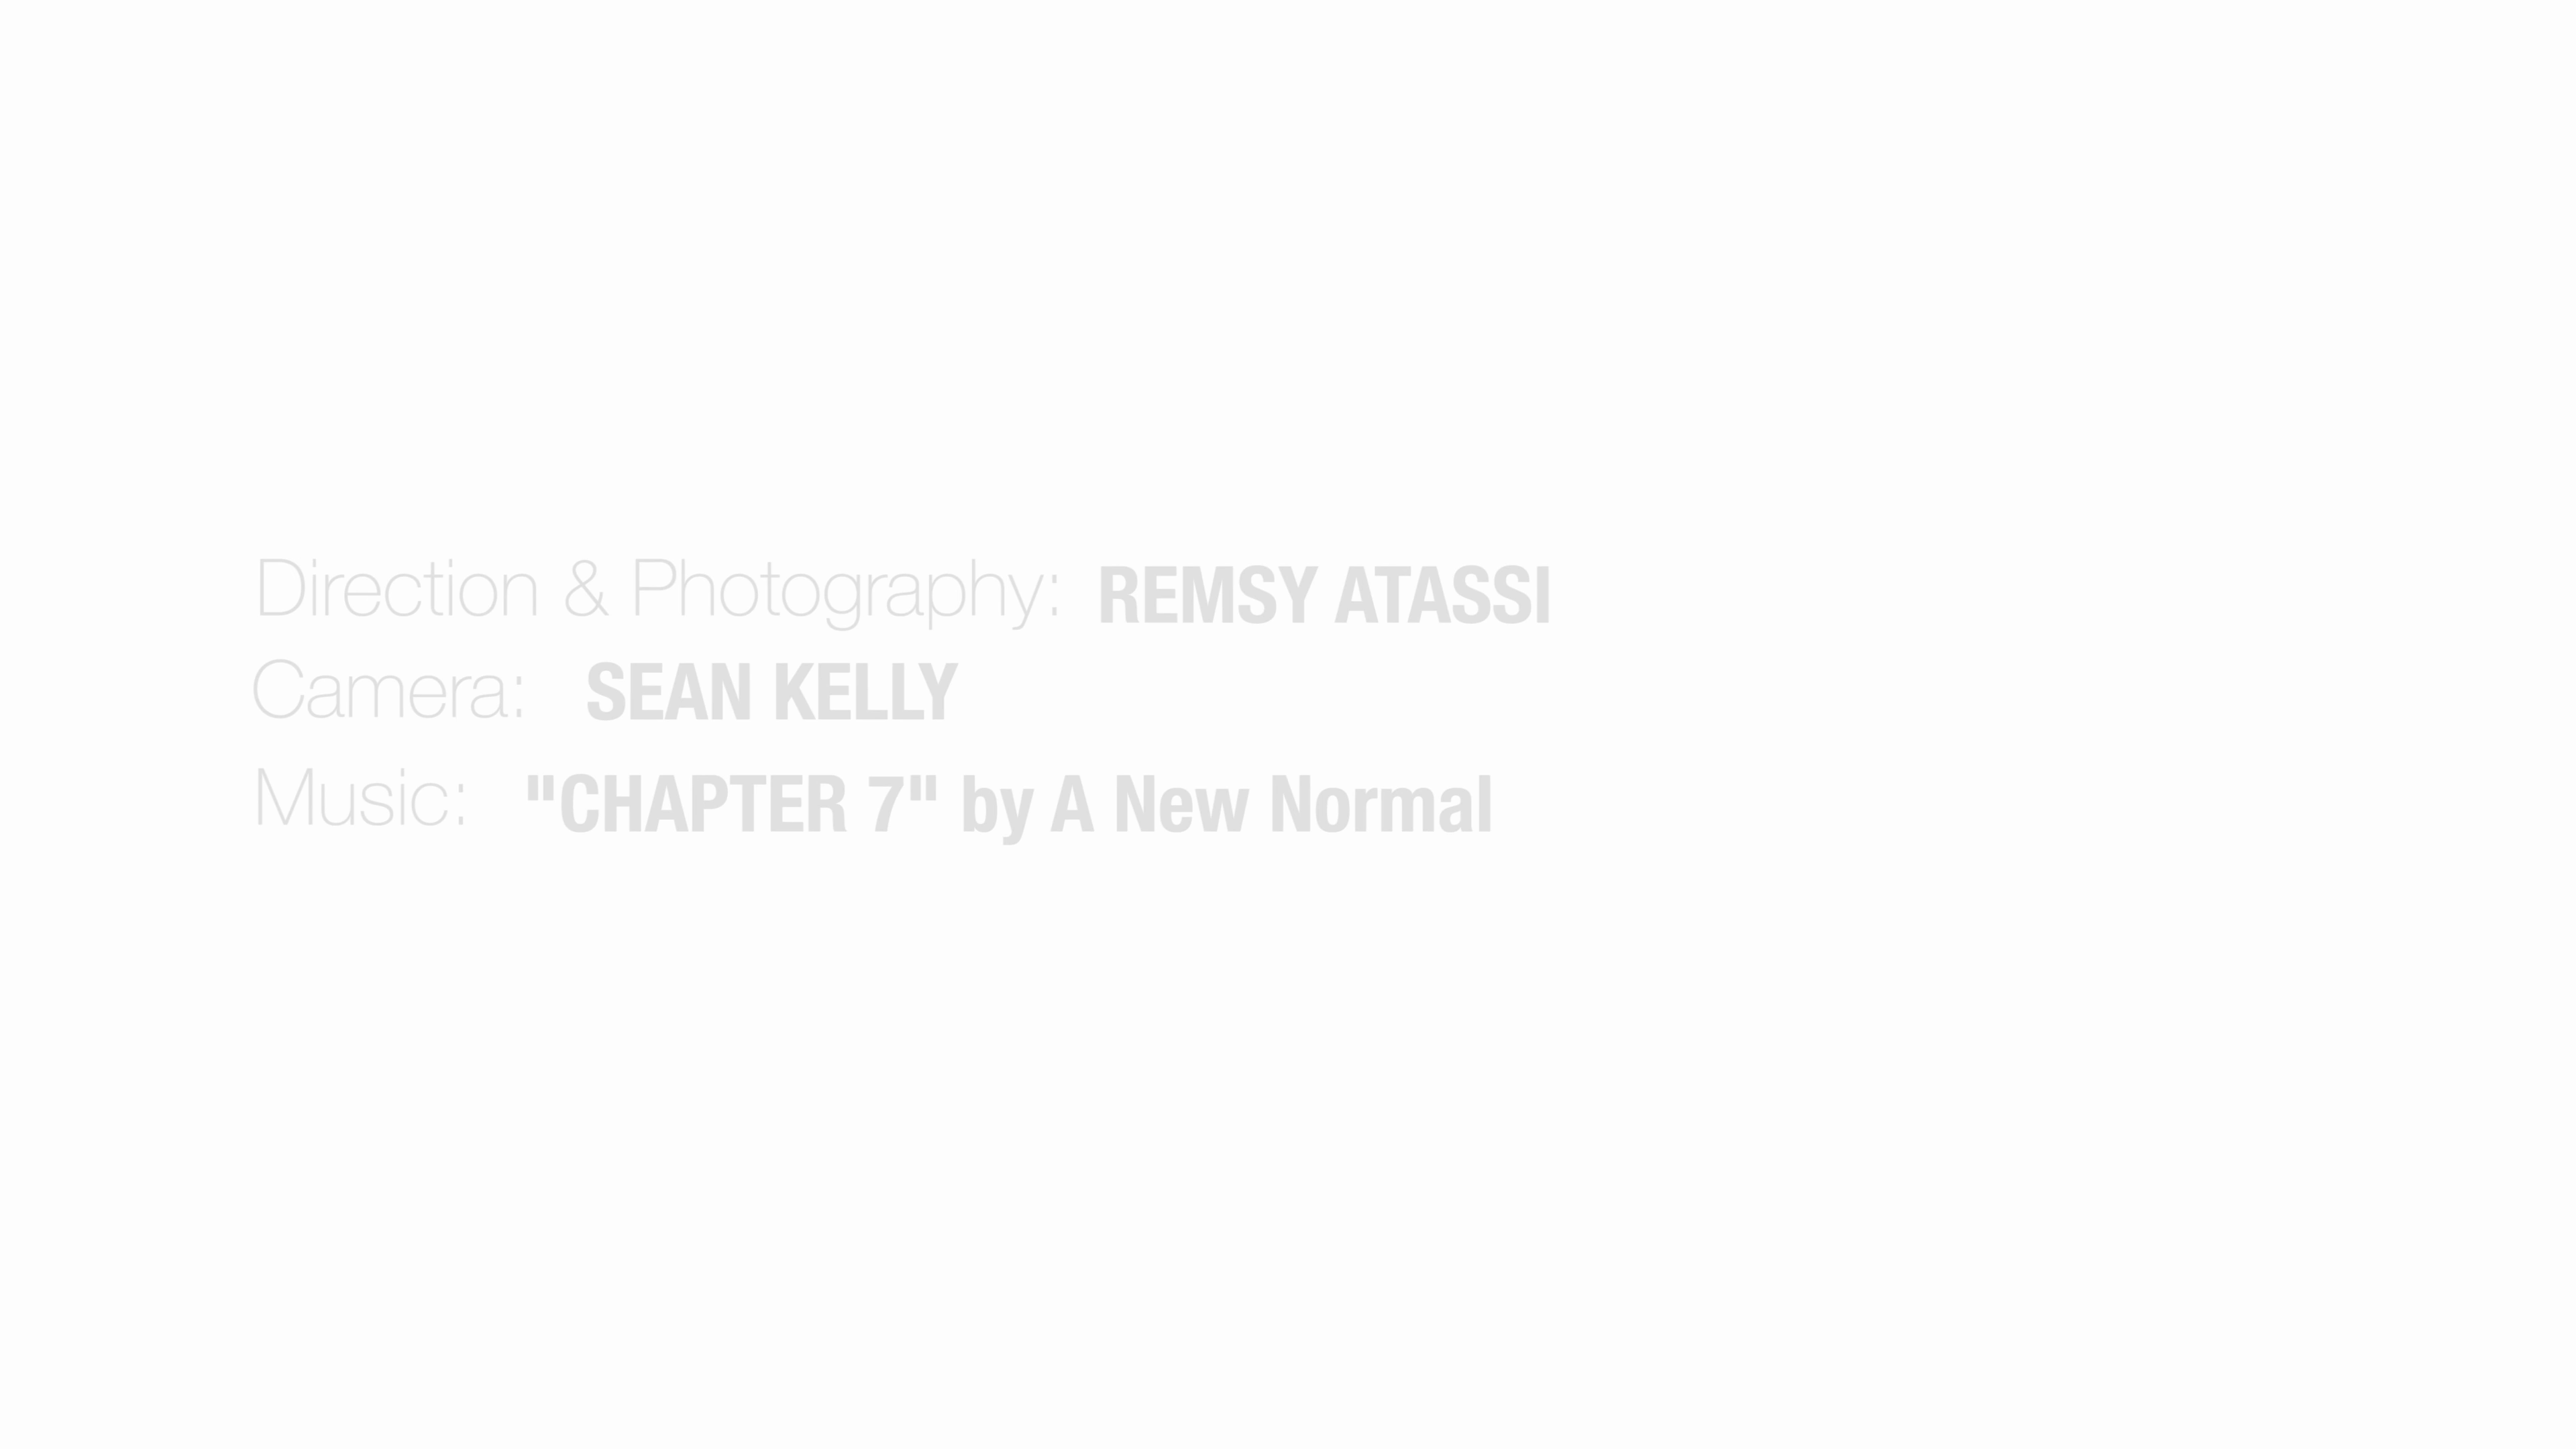 Direction & Photography: REMSY ATASSI
Camera: SEAN KELLY
Music: "CHAPTER 7" by A New Normal